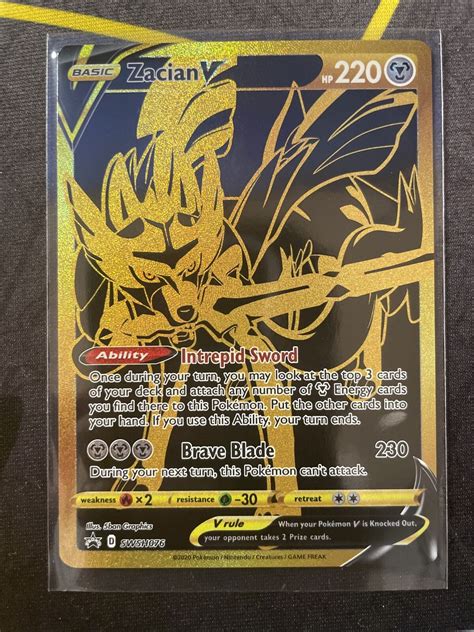 BASIC Zacian V HP 220
Ability Intrepid Sword
Once during your turn, you may look at the top 3 cards
of your deck and attach any number of Energy cards
you find there to this Pokémon. Put the other cards into
your hand. If you use this Ability, your turn ends.
Brave Blade 230
During your next turn, this Pokémon can't attack.
weakness ×2 resistance -30 retreat
Illus. 5ban Graphics
V rule When your Pokémon V is Knocked Out,
your opponent takes 2 Prize cards.
D SWSH076
©2020 Pokémon / Nintendo / Creatures / GAME FREAK